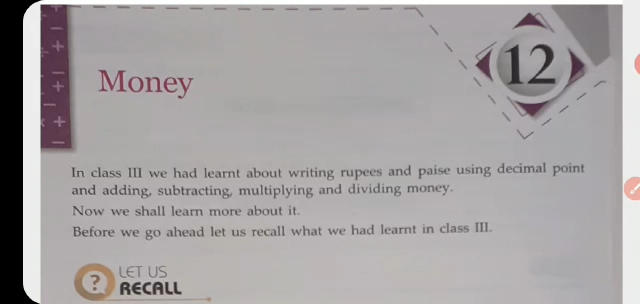 12
Money
In class III we had learnt about writing rupees and paise using decimal point
and adding, subtracting, multiplying and dividing money.
Now we shall learn more about it.
Before we go ahead let us recall what we had learnt in class III.
?
LET US
RECALL